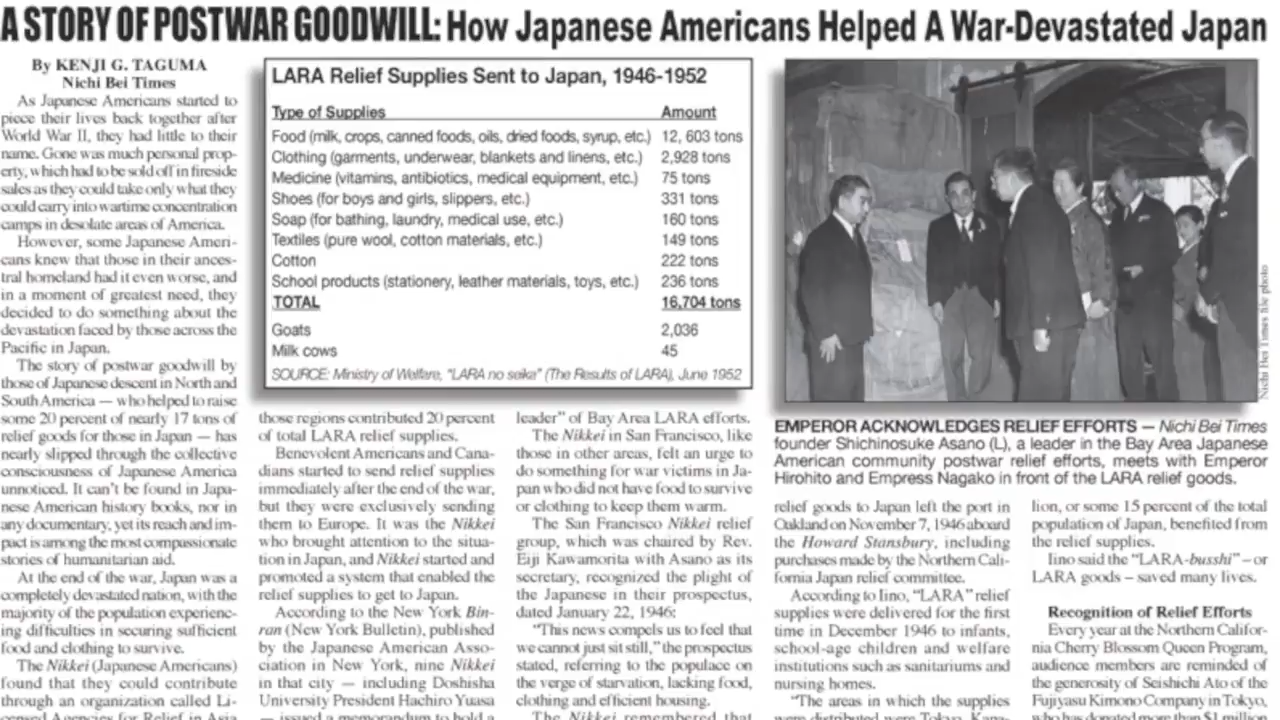 A STORY OF POSTWAR GOODWILL: How Japanese Americans Helped A War-Devastated Japan
By KENJI G. TAGUMA
Nichi Bei Times
As Japanese Americans started to
piece their lives back together after
World War II, they had little to their
name. Gone was much personal prop-
erty, which had to be sold off in fireside
sales as they could take only what they
could carry into wartime concentration
camps in desolate areas of America.
However, some Japanese Ameri-
cans knew that those in their ances-
tral homeland had it even worse, and
in a moment of greatest need, they
decided to do something about the
devastation faced by those across the
Pacific in Japan.
The story of postwar goodwill by
those of Japanese descent in North and
South America — who helped to raise
some 20 percent of nearly 17 tons of
relief goods for those in Japan — has
nearly slipped through the collective
consciousness of Japanese America
unnoticed. It can't be found in Japa-
nese American history books, nor in
any documentary, yet its reach and im-
pact is among the most compassionate
stories of humanitarian aid.
At the end of the war, Japan was a
completely devastated nation, with the
majority of the population experienc-
ing difficulties in securing sufficient
food and clothing to survive.
The Nikkei (Japanese Americans)
found that they could contribute
through an organization called Li-
censed Agencies for Relief in Asia
LARA Relief Supplies Sent to Japan, 1946-1952
Type of Supplies Amount
Food (milk, crops, canned foods, oils, dried foods, syrup, etc.) 12, 603 tons
Clothing (garments, underwear, blankets and linens, etc.) 2,928 tons
Medicine (vitamins, antibiotics, medical equipment, etc.) 75 tons
Shoes (for boys and girls, slippers, etc.) 331 tons
Soap (for bathing, laundry, medical use, etc.) 160 tons
Textiles (pure wool, cotton materials, etc.) 149 tons
Cotton 222 tons
School products (stationery, leather materials, toys, etc.) 236 tons
TOTAL 16,704 tons
Goats 2,036
Milk cows 45
SOURCE: Ministry of Welfare, "LARA no seika" (The Results of LARA), June 1952
those regions contributed 20 percent
of total LARA relief supplies.
Benevolent Americans and Cana-
dians started to send relief supplies
immediately after the end of the war,
but they were exclusively sending
them to Europe. It was the Nikkei
who brought attention to the situa-
tion in Japan, and Nikkei started and
promoted a system that enabled the
relief supplies to get to Japan.
According to the New York Bin-
ran (New York Bulletin), published
by the Japanese American Asso-
ciation in New York, nine Nikkei
in that city — including Doshisha
University President Hachiro Yuasa
— issued a memorandum to hold a
leader" of Bay Area LARA efforts.
The Nikkei in San Francisco, like
those in other areas, felt an urge to
do something for war victims in Ja-
pan who did not have food to survive
or clothing to keep them warm.
The San Francisco Nikkei relief
group, which was chaired by Rev.
Eiji Kawamorita with Asano as its
secretary, recognized the plight of
the Japanese in their prospectus,
dated January 22, 1946:
"This news compels us to feel that
we cannot just sit still," the prospectus
stated, referring to the populace on
the verge of starvation, lacking food,
clothing and efficient housing.
The Nikkei remembered that
Nichi Bei Times file photo
EMPEROR ACKNOWLEDGES RELIEF EFFORTS — Nichi Bei Times
founder Shichinosuke Asano (L), a leader in the Bay Area Japanese
American community postwar relief efforts, meets with Emperor
Hirohito and Empress Nagako in front of the LARA relief goods.
relief goods to Japan left the port in
Oakland on November 7, 1946 aboard
the Howard Stansbury, including
purchases made by the Northern Cali-
fornia Japan relief committee.
According to Iino, "LARA" relief
supplies were delivered for the first
time in December 1946 to infants,
school-age children and welfare
institutions such as sanitariums and
nursing homes.
"The areas in which the supplies
were distributed were Tokyo, Kana-
lion, or some 15 percent of the total
population of Japan, benefited from
the relief supplies.
Iino said the "LARA-busshi" – or
LARA goods – saved many lives.
Recognition of Relief Efforts
Every year at the Northern Califor-
nia Cherry Blossom Queen Program,
audience members are reminded of
the generosity of Seishichi Ato of the
Fujiyasu Kimono Company in Tokyo,
who has donated more than $1 million